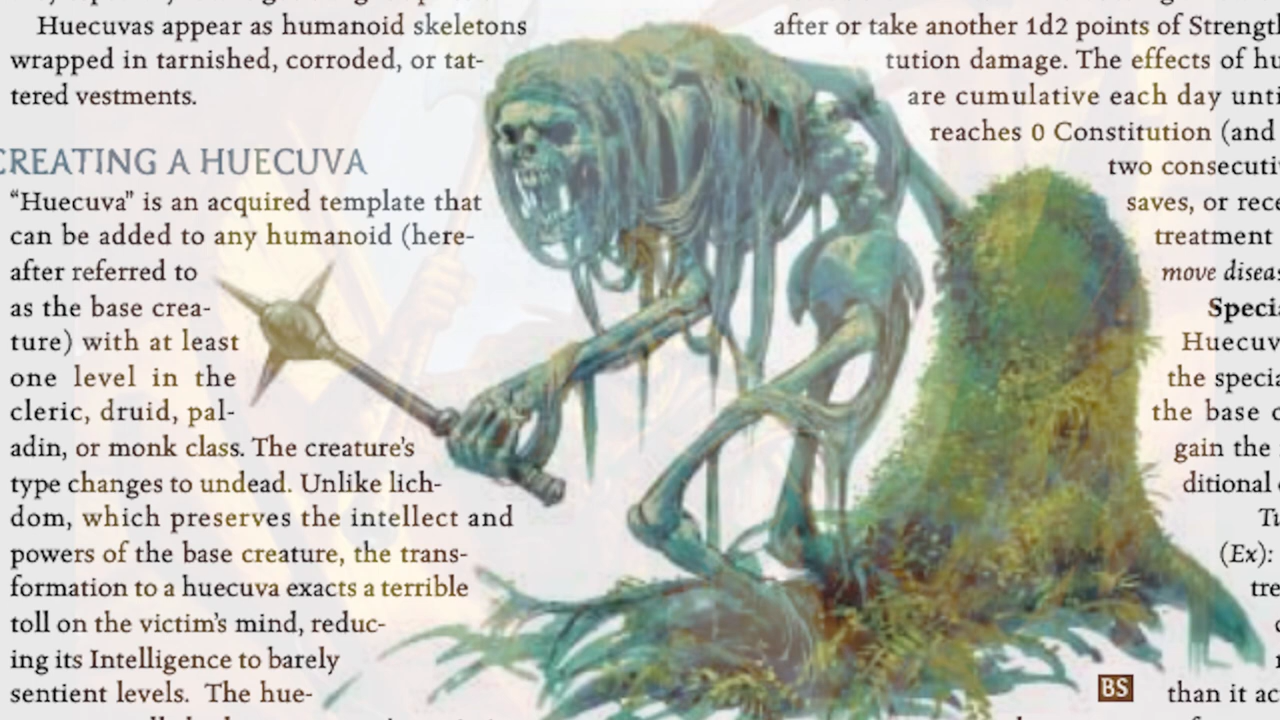 Huecuvas appear as humanoid skeletons
wrapped in tarnished, corroded, or tat-
tered vestments.
CREATING A HUECUVA
“Huecuva” is an acquired template that
can be added to any humanoid (here-
after referred to
as the base crea-
ture) with at least
one level in the
cleric, druid, pal-
adin, or monk class. The creature’s
type changes to undead. Unlike lich-
dom, which preserves the intellect and
powers of the base creature, the trans-
formation to a huecuva exacts a terrible
toll on the victim’s mind, reduc-
ing its Intelligence to barely
sentient levels. The hue-
after or take another 1d2 points of Strengt
tution damage. The effects of hu
are cumulative each day unti
reaches 0 Constitution (and
two consecuti
saves, or rece
treatment
move diseas
Specia
Huecuv
the specia
the base c
gain the
ditional
Tu
(Ex):
tre
than it ac
BS